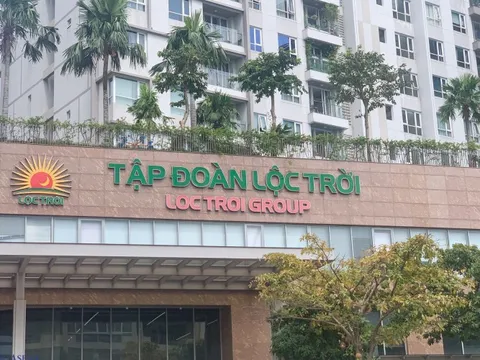 TẬP ĐOÀN LỘC TRỜI
LOC TROI GROUP
LỘC TRỜI